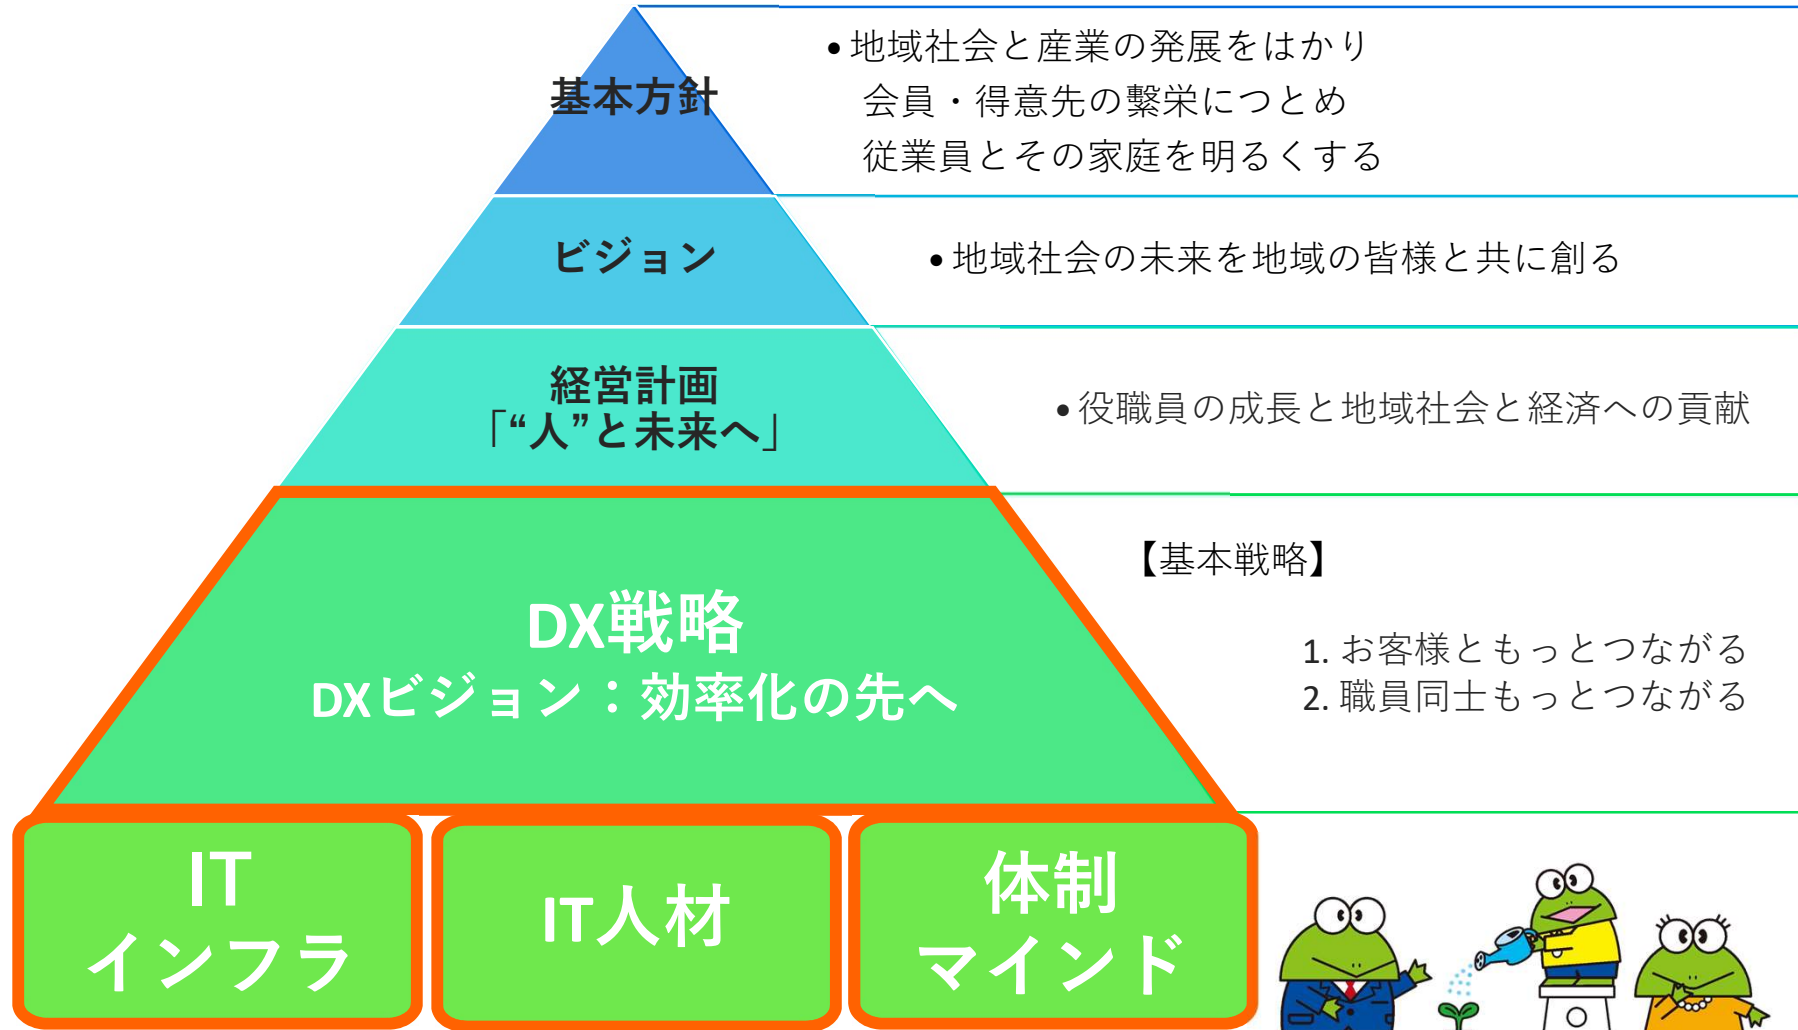 基本方針
•地域社会と産業の発展をはかり
会員・得意先の繫栄につとめ
従業員とその家庭を明るくする
ビジョン
•地域社会の未来を地域の皆様と共に創る
経営計画
「“人”と未来へ」
•役職員の成長と地域社会と経済への貢献
DX戦略
DXビジョン：効率化の先へ
【基本戦略】
1. お客様ともっとつながる
2. 職員同士もっとつながる
IT
インフラ
IT人材
体制
マインド